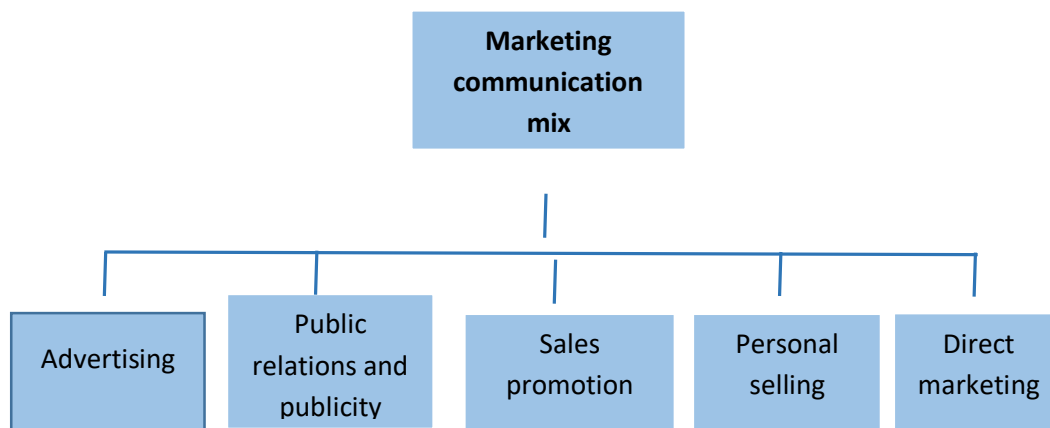 Marketing
communication
mix
Advertising
Public
relations and
publicity
Sales
promotion
Personal
selling
Direct
marketing